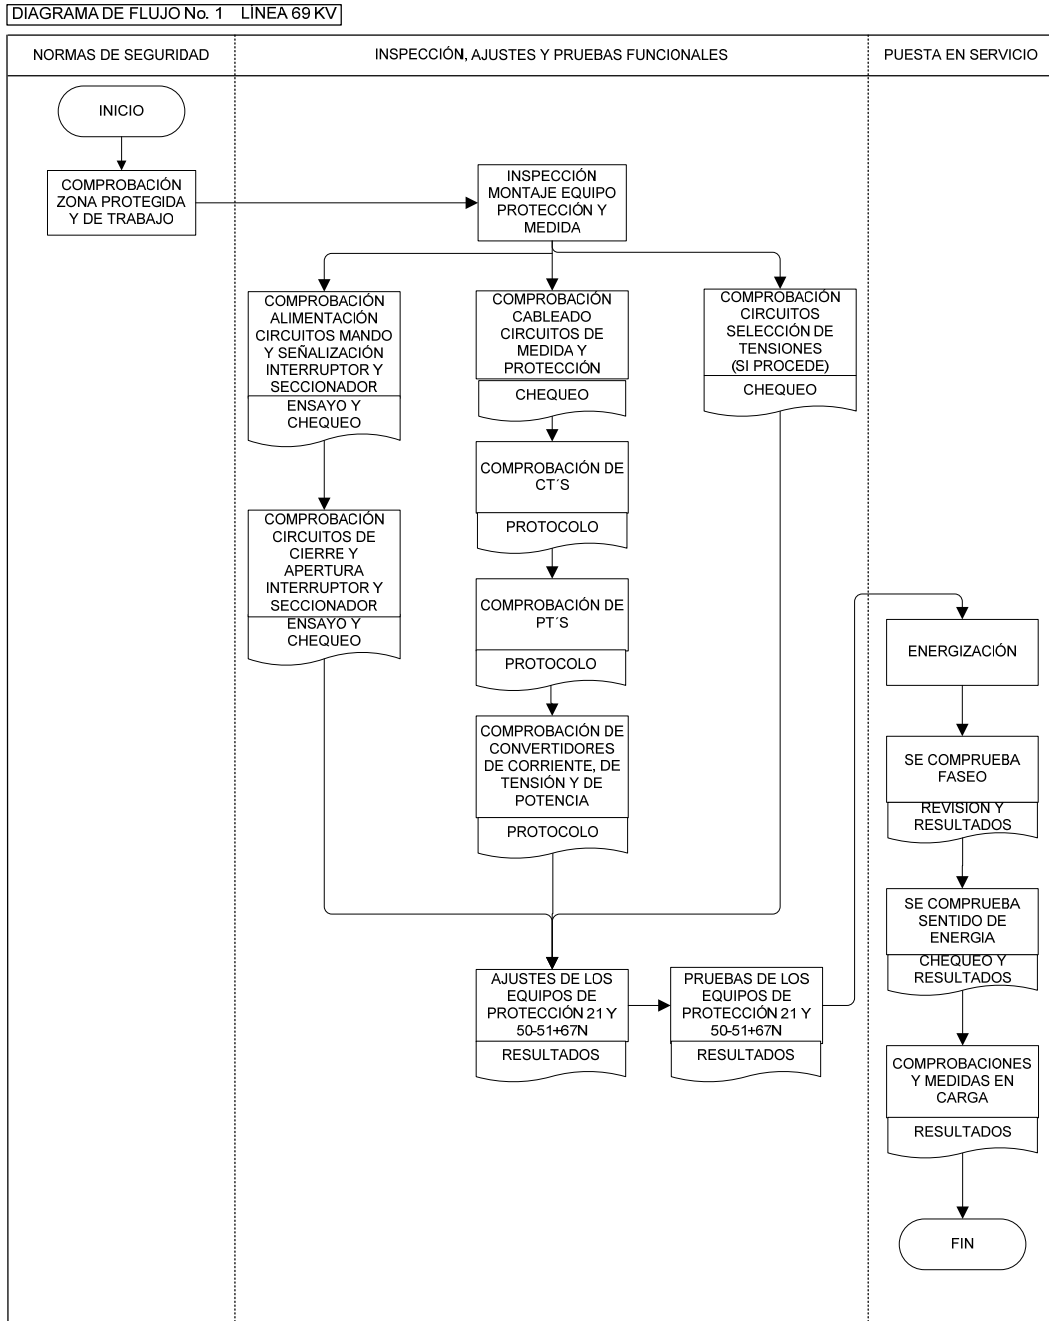 DIAGRAMA DE FLUJO No. 1 LÍNEA 69 KV
NORMAS DE SEGURIDAD
INSPECCIÓN, AJUSTES Y PRUEBAS FUNCIONALES
PUESTA EN SERVICIO
INICIO
COMPROBACIÓN
ZONA PROTEGIDA
Y DE TRABAJO
INSPECCIÓN
MONTAJE EQUIPO
PROTECCIÓN Y
MEDIDA
COMPROBACIÓN
ALIMENTACIÓN
CIRCUITOS MANDO
Y SEÑALIZACIÓN
INTERRUPTOR Y
SECCIONADOR
ENSAYO Y
CHEQUEO
COMPROBACIÓN
CIRCUITOS DE
CIERRE Y
APERTURA
INTERRUPTOR Y
SECCIONADOR
ENSAYO Y
CHEQUEO
COMPROBACIÓN
CABLEADO
CIRCUITOS DE
MEDIDA Y
PROTECCIÓN
CHEQUEO
COMPROBACIÓN DE
CT´S
PROTOCOLO
COMPROBACIÓN DE
PT´S
PROTOCOLO
COMPROBACIÓN DE
CONVERTIDORES
DE CORRIENTE, DE
TENSIÓN Y DE
POTENCIA
PROTOCOLO
COMPROBACIÓN
CIRCUITOS
SELECCIÓN DE
TENSIONES
(SI PROCEDE)
CHEQUEO
AJUSTES DE LOS
EQUIPOS DE
PROTECCIÓN 21 Y
50-51+67N
RESULTADOS
PRUEBAS DE LOS
EQUIPOS DE
PROTECCIÓN 21 Y
50-51+67N
RESULTADOS
ENERGIZACIÓN
SE COMPRUEBA
FASEO
REVISIÓN Y
RESULTADOS
SE COMPRUEBA
SENTIDO DE
ENERGIA
CHEQUEO Y
RESULTADOS
COMPROBACIONES
Y MEDIDAS EN
CARGA
RESULTADOS
FIN